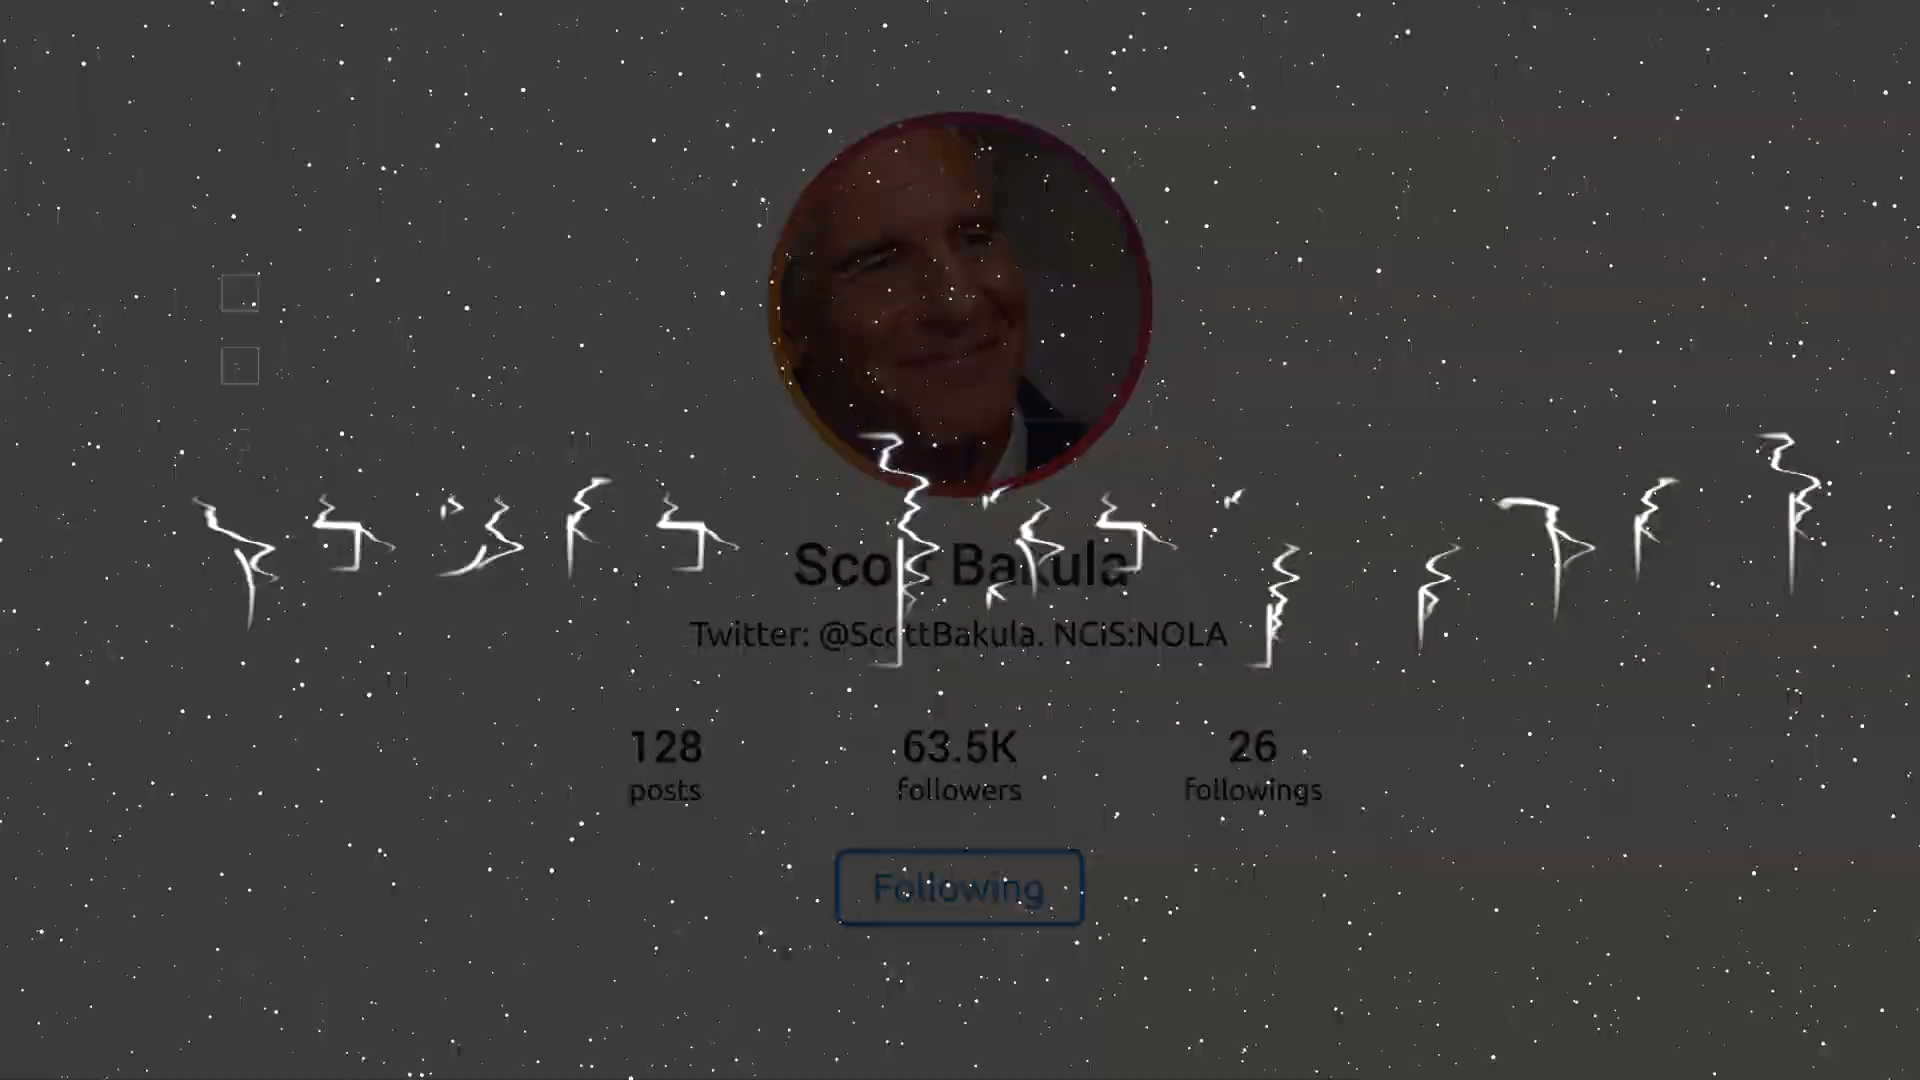 Scott Bakula
Twitter: @ScottBakula. NCiS:NOLA
128
63.5K
26
posts
followers
followings
Following